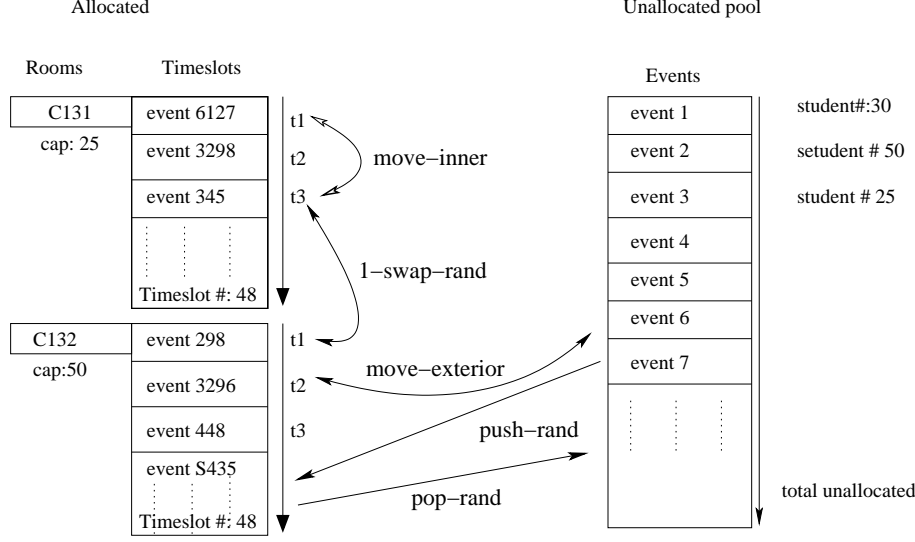 Allocated
Unallocated pool
Rooms
Timeslots
Events
C131
cap: 25
event 6127
event 3298
event 345
Timeslot #: 48
t1
t2
t3
move-inner
1-swap-rand
C132
cap:50
event 298
event 3296
event 448
event S435
Timeslot #: 48
t1
t2
t3
move-exterior
push-rand
pop-rand
event 1
event 2
event 3
event 4
event 5
event 6
event 7
student#:30
setudent # 50
student # 25
total unallocated